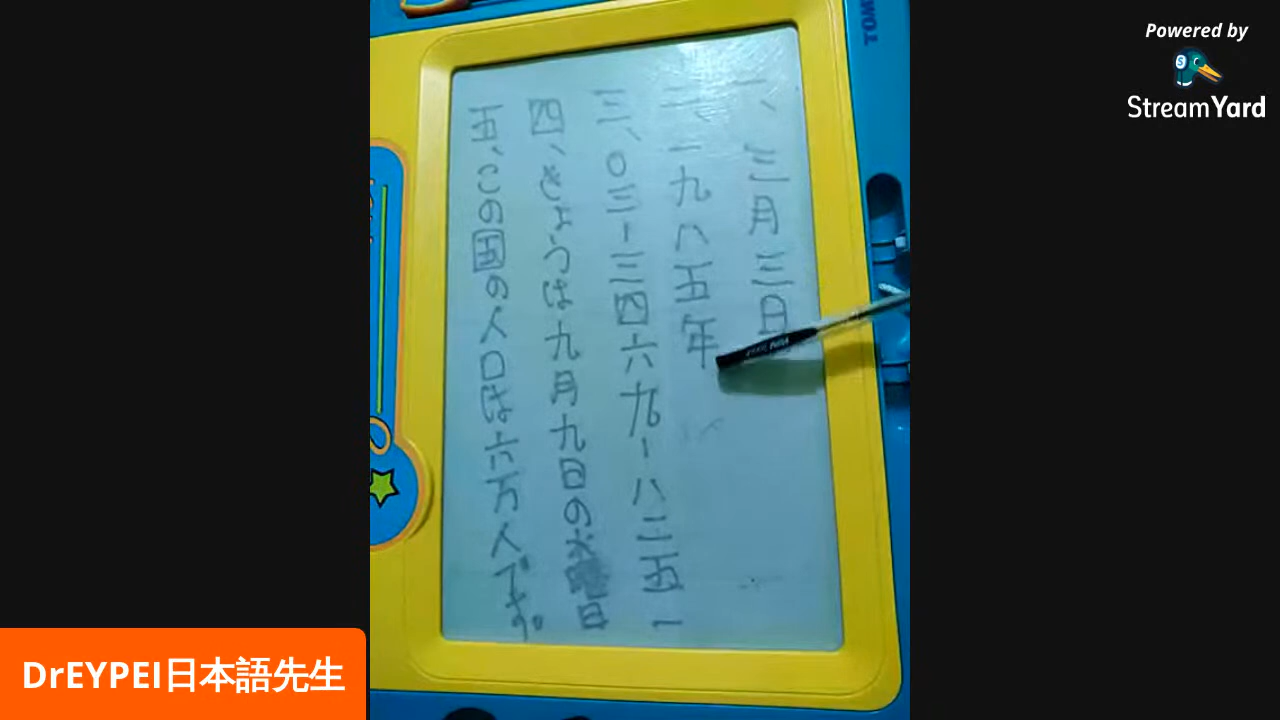 Powered by
StreamYard
一、三月三日
二、一九八五年
三、〇三ー三四六九ー八二五一
四、きょうは九月九日の火曜日
五、この国の人口は六万人です。
DrEYPEI日本語先生